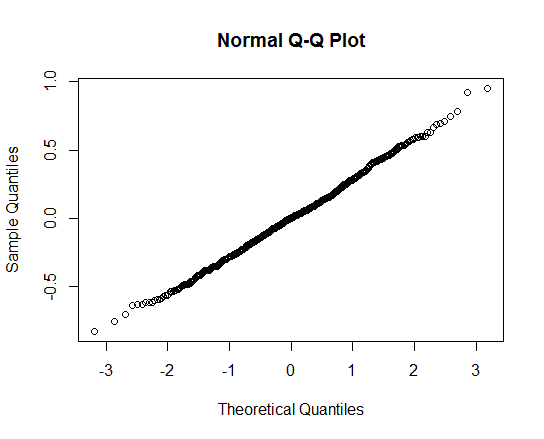 Normal Q-Q Plot
Sample Quantiles
1.0
0.5
0.0
-0.5
-3 -2 -1 0 1 2 3
Theoretical Quantiles